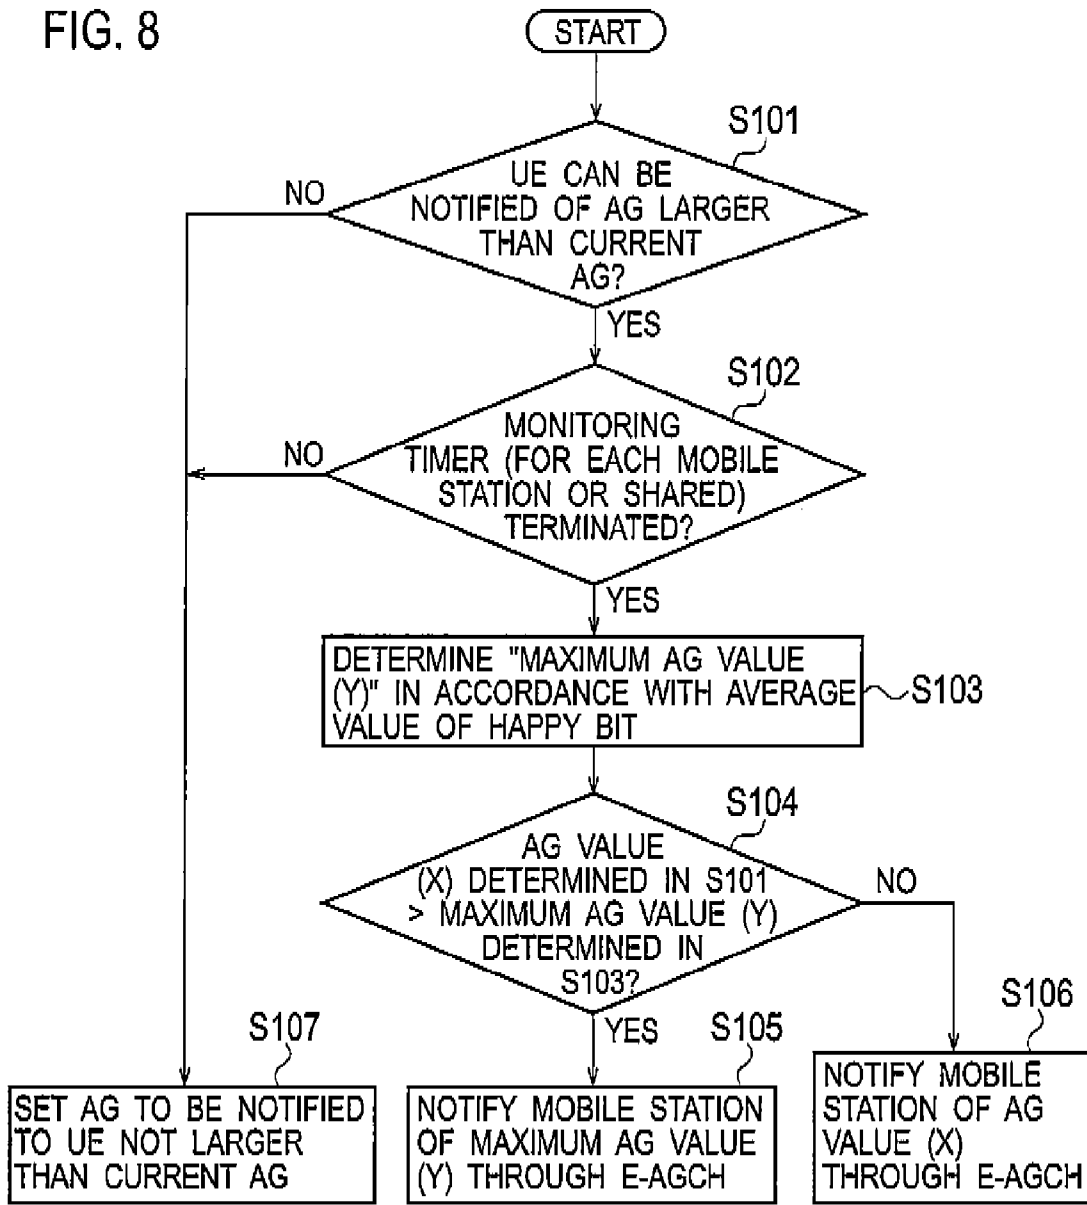 FIG. 8
START
S101
UE CAN BE
NOTIFIED OF AG LARGER
THAN CURRENT
AG?
NO
YES
S102
MONITORING
TIMER (FOR EACH MOBILE
STATION OR SHARED)
TERMINATED?
NO
YES
DETERMINE "MAXIMUM AG VALUE
(Y)" IN ACCORDANCE WITH AVERAGE
VALUE OF HAPPY BIT
S103
S104
AG VALUE
(X) DETERMINED IN S101
> MAXIMUM AG VALUE (Y)
DETERMINED IN
S103?
NO
YES
S107
SET AG TO BE NOTIFIED
TO UE NOT LARGER
THAN CURRENT AG
S105
NOTIFY MOBILE STATION
OF MAXIMUM AG VALUE
(Y) THROUGH E-AGCH
S106
NOTIFY MOBILE
STATION OF AG
VALUE (X)
THROUGH E-AGCH